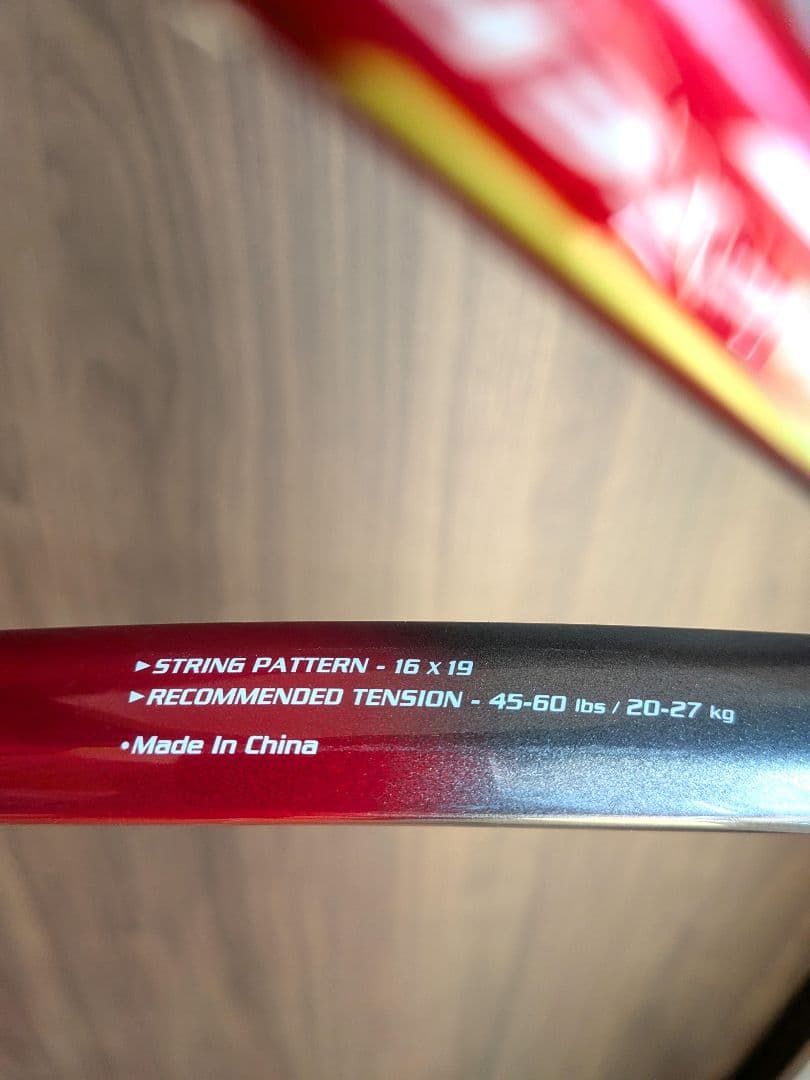 ►STRING PATTERN - 16 X 19
►RECOMMENDED TENSION - 45-60 lbs / 20-27 kg
•Made In China